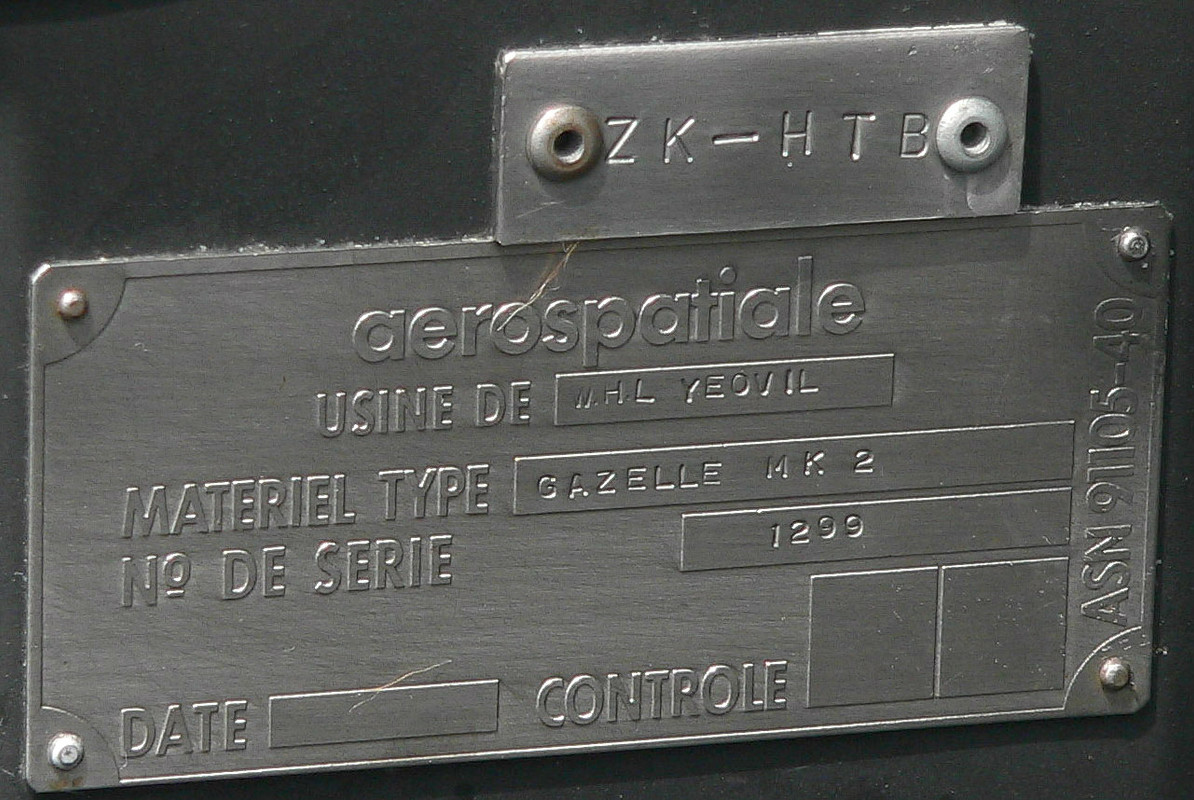 ZK-HTB
aerospatiale
USINE DE W.H.L YEOVIL
MATERIEL TYPE GAZELLE MK 2
Nº DE SERIE 1299
DATE CONTROLE
ASN 911105-40